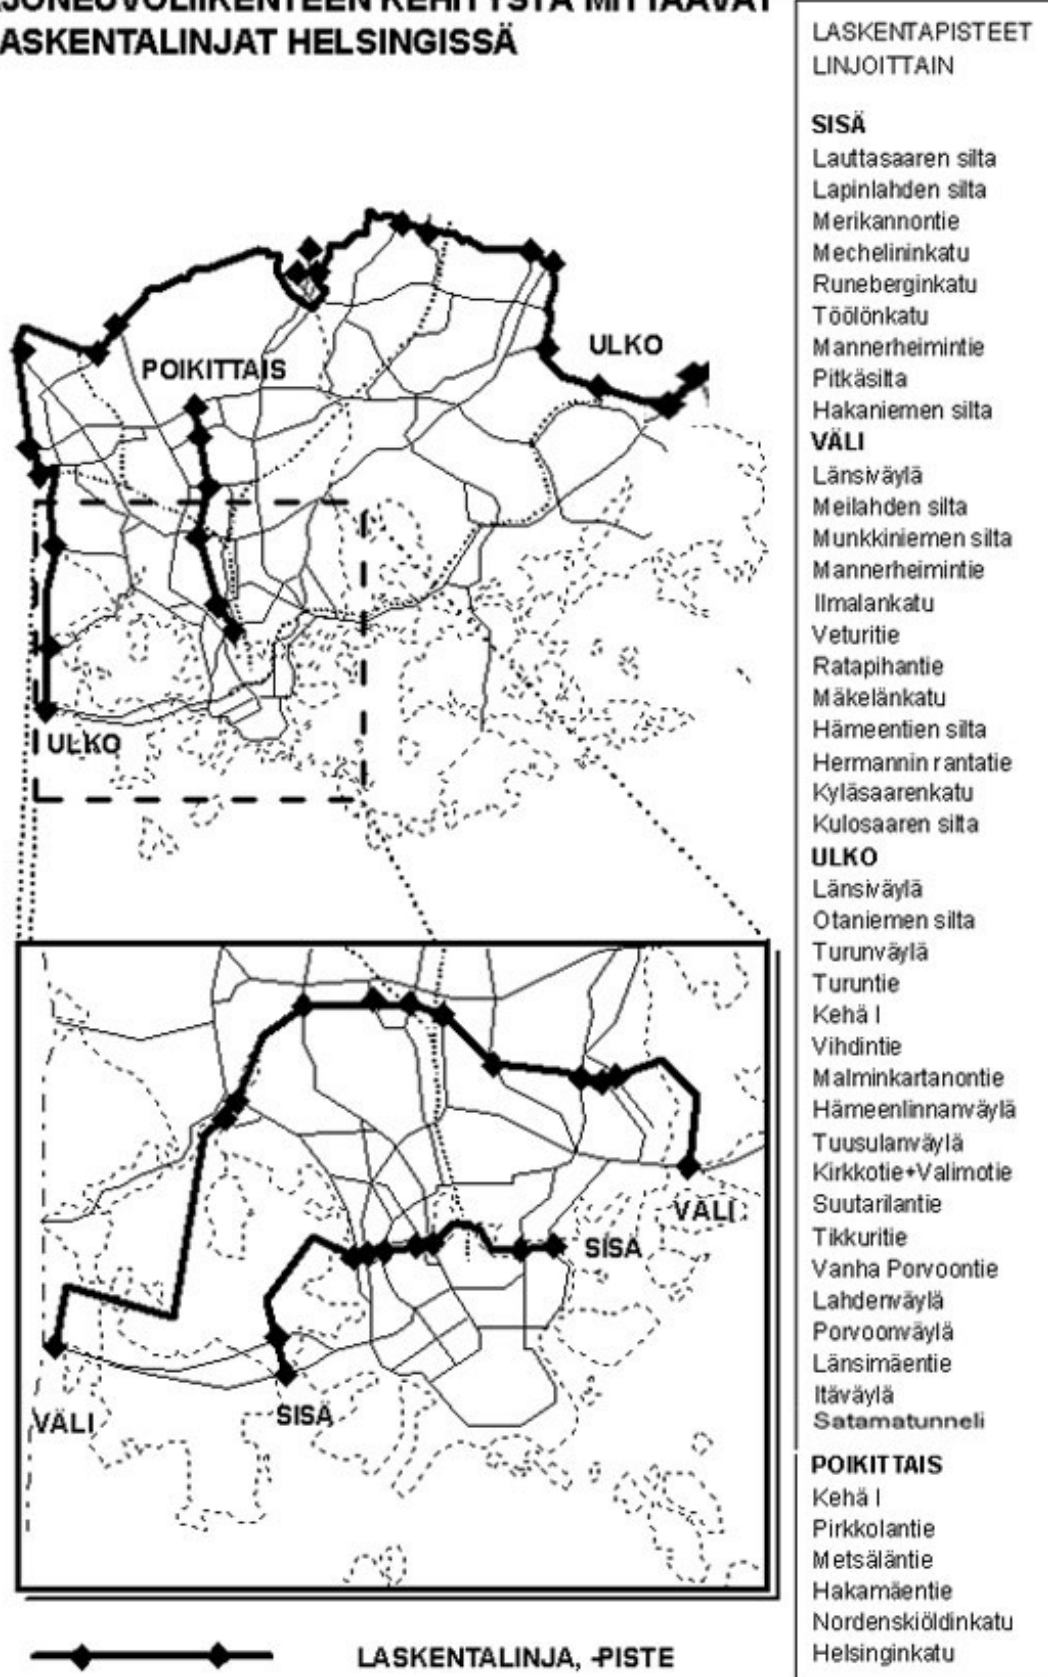 LASKENTALINJAT HELSINGISSÄ
POIKITTAIS
ULKO
ULKO
VÄLI
SISÄ
SISÄ
VÄLI
LASKENTALINJA, -PISTE
LASKENTAPISTEET
LINJOITTAIN
SISÄ
Lauttasaaren silta
Lapinlahden silta
Merikannontie
Mechelininkatu
Runeberginkatu
Töölönkatu
Mannerheimintie
Pitkäsilta
Hakaniemen silta
VÄLI
Länsiväylä
Meilahden silta
Munkkiniemen silta
Mannerheimintie
Ilmalankatu
Veturitie
Ratapihantie
Mäkelänkatu
Hämeentien silta
Hermannin rantatie
Kyläsaarenkatu
Kulosaaren silta
ULKO
Länsiväylä
Otaniemen silta
Turunväylä
Turuntie
Kehä I
Vihdintie
Malminkartanontie
Hämeenlinnanväylä
Tuusulanväylä
Kirkkotie+Valimotie
Suutarilantie
Tikkuritie
Vanha Porvoontie
Lahdenväylä
Porvoonväylä
Länsimäentie
Itäväylä
Satamatunneli
POIKITTAIS
Kehä I
Pirkkolantie
Metsäläntie
Hakamäentie
Nordenskiöldinkatu
Helsinginkatu